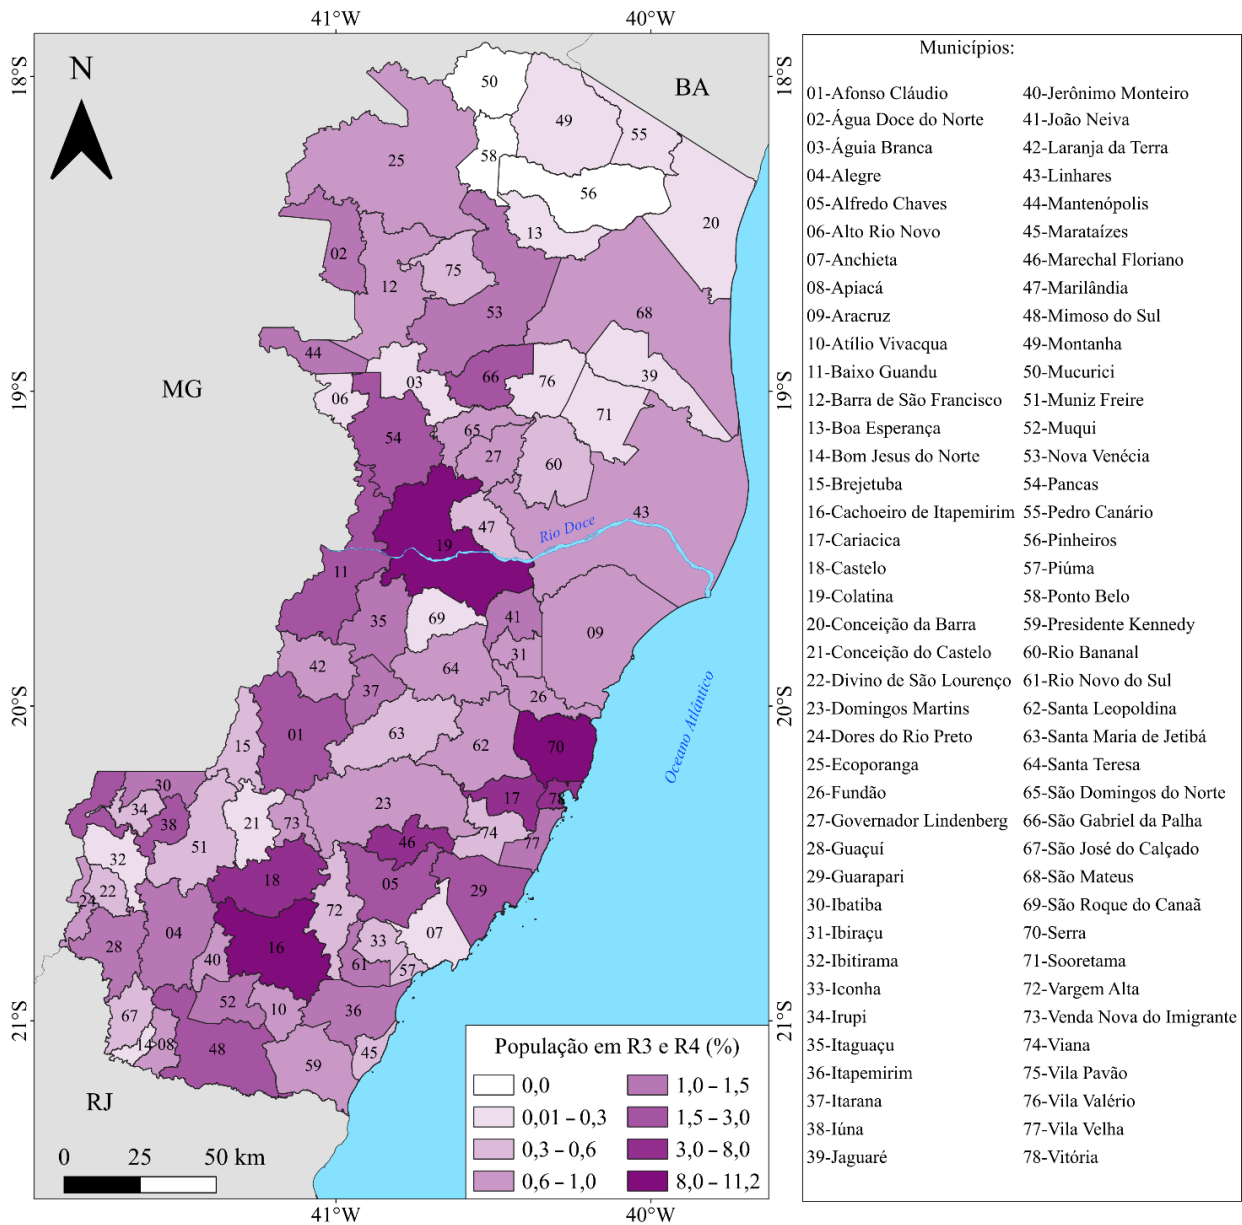 41°W 40°W
N
BA
MG
RJ
18°S 18°S
19°S 19°S
20°S 20°S
21°S 21°S
50
49
55
58
25
56
20
13
02
75
12
53
68
44
03
66
76
39
06
71
54
65
27
60
43
47
Rio Doce
19
11
35
69
41
09
31
42
64
37
26
Oceano Atlântico
01
63
15
62
70
30
17
78
34
38
23
21
73
74
51
46
77
32
18
05
29
22
24
72
04
28
16
33
07
40
61
57
52
10
36
67
14
08
48
59
45
População em R3 e R4 (%)
0,0
0,01 – 0,3
0,3 – 0,6
0,6 – 1,0
1,0 – 1,5
1,5 – 3,0
3,0 – 8,0
8,0 – 11,2
0 25 50 km
41°W 40°W
Municípios:
01-Afonso Cláudio
02-Água Doce do Norte
03-Águia Branca
04-Alegre
05-Alfredo Chaves
06-Alto Rio Novo
07-Anchieta
08-Apiacá
09-Aracruz
10-Atílio Vivacqua
11-Baixo Guandu
12-Barra de São Francisco
13-Boa Esperança
14-Bom Jesus do Norte
15-Brejetuba
16-Cachoeiro de Itapemirim
17-Cariacica
18-Castelo
19-Colatina
20-Conceição da Barra
21-Conceição do Castelo
22-Divino de São Lourenço
23-Domingos Martins
24-Dores do Rio Preto
25-Ecoporanga
26-Fundão
27-Governador Lindenberg
28-Guaçuí
29-Guarapari
30-Ibatiba
31-Ibiraçu
32-Ibitirama
33-Iconha
34-Irupi
35-Itaguaçu
36-Itapemirim
37-Itarana
38-Iúna
39-Jaguaré
40-Jerônimo Monteiro
41-João Neiva
42-Laranja da Terra
43-Linhares
44-Mantenópolis
45-Marataízes
46-Marechal Floriano
47-Marilândia
48-Mimoso do Sul
49-Montanha
50-Mucurici
51-Muniz Freire
52-Muqui
53-Nova Venécia
54-Pancas
55-Pedro Canário
56-Pinheiros
57-Piúma
58-Ponto Belo
59-Presidente Kennedy
60-Rio Bananal
61-Rio Novo do Sul
62-Santa Leopoldina
63-Santa Maria de Jetibá
64-Santa Teresa
65-São Domingos do Norte
66-São Gabriel da Palha
67-São José do Calçado
68-São Mateus
69-São Roque do Canaã
70-Serra
71-Sooretama
72-Vargem Alta
73-Venda Nova do Imigrante
74-Viana
75-Vila Pavão
76-Vila Valério
77-Vila Velha
78-Vitória